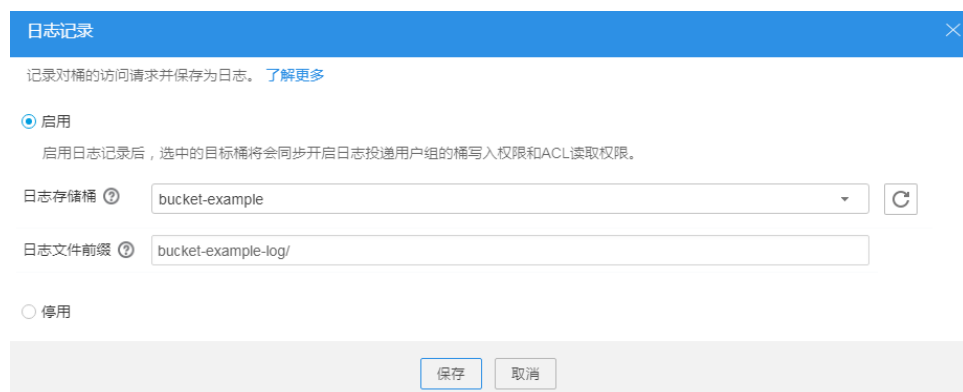 日志记录
记录对桶的访问请求并保存为日志。 了解更多
启用
启用日志记录后，选中的目标桶将会同步开启日志投递用户组的桶写入权限和ACL读取权限。
日志存储桶 ? bucket-example
日志文件前缀 ? bucket-example-log/
停用
保存 取消